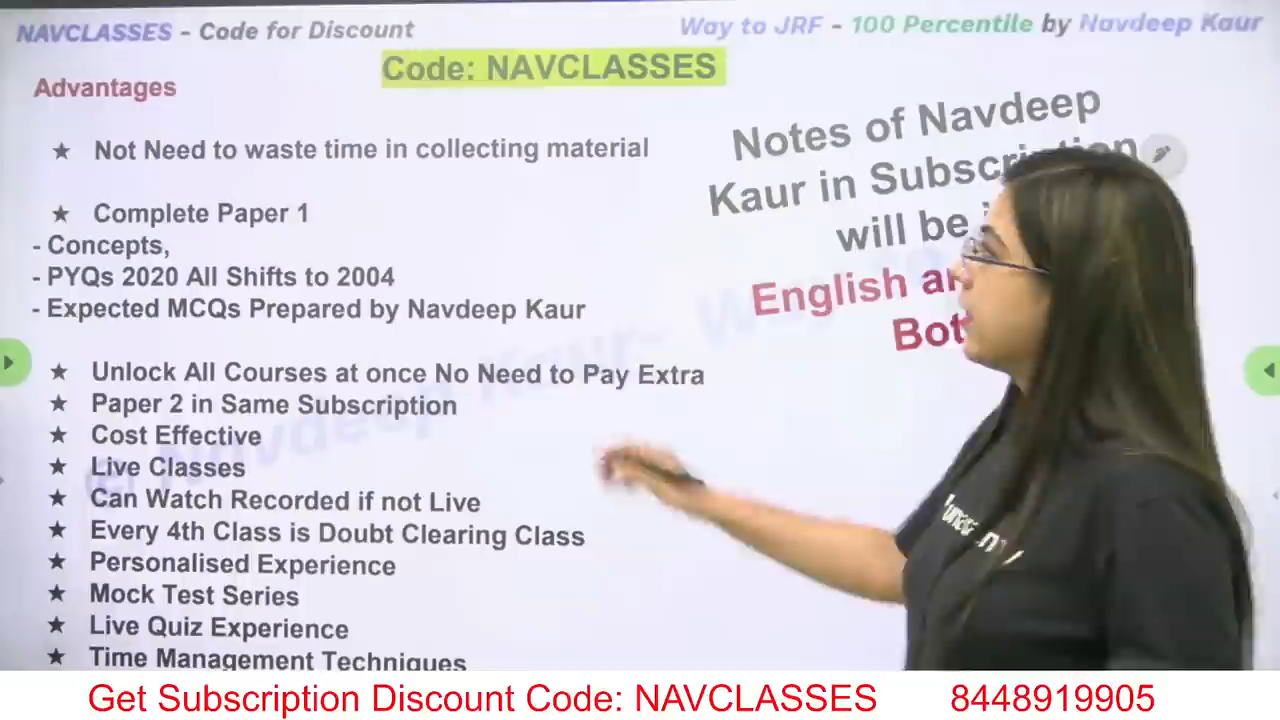 NAVCLASSES - Code for Discount
Way to JRF - 100 Percentile by Navdeep Kaur
Code: NAVCLASSES
Advantages
★ Not Need to waste time in collecting material
★ Complete Paper 1
- Concepts,
- PYQs 2020 All Shifts to 2004
- Expected MCQs Prepared by Navdeep Kaur
★ Unlock All Courses at once No Need to Pay Extra
★ Paper 2 in Same Subscription
★ Cost Effective
★ Live Classes
★ Can Watch Recorded if not Live
★ Every 4th Class is Doubt Clearing Class
★ Personalised Experience
★ Mock Test Series
★ Live Quiz Experience
★ Time Management Techniques
Notes of Navdeep
Kaur in Subscription
will be
English
Get Subscription Discount Code: NAVCLASSES 8448919905